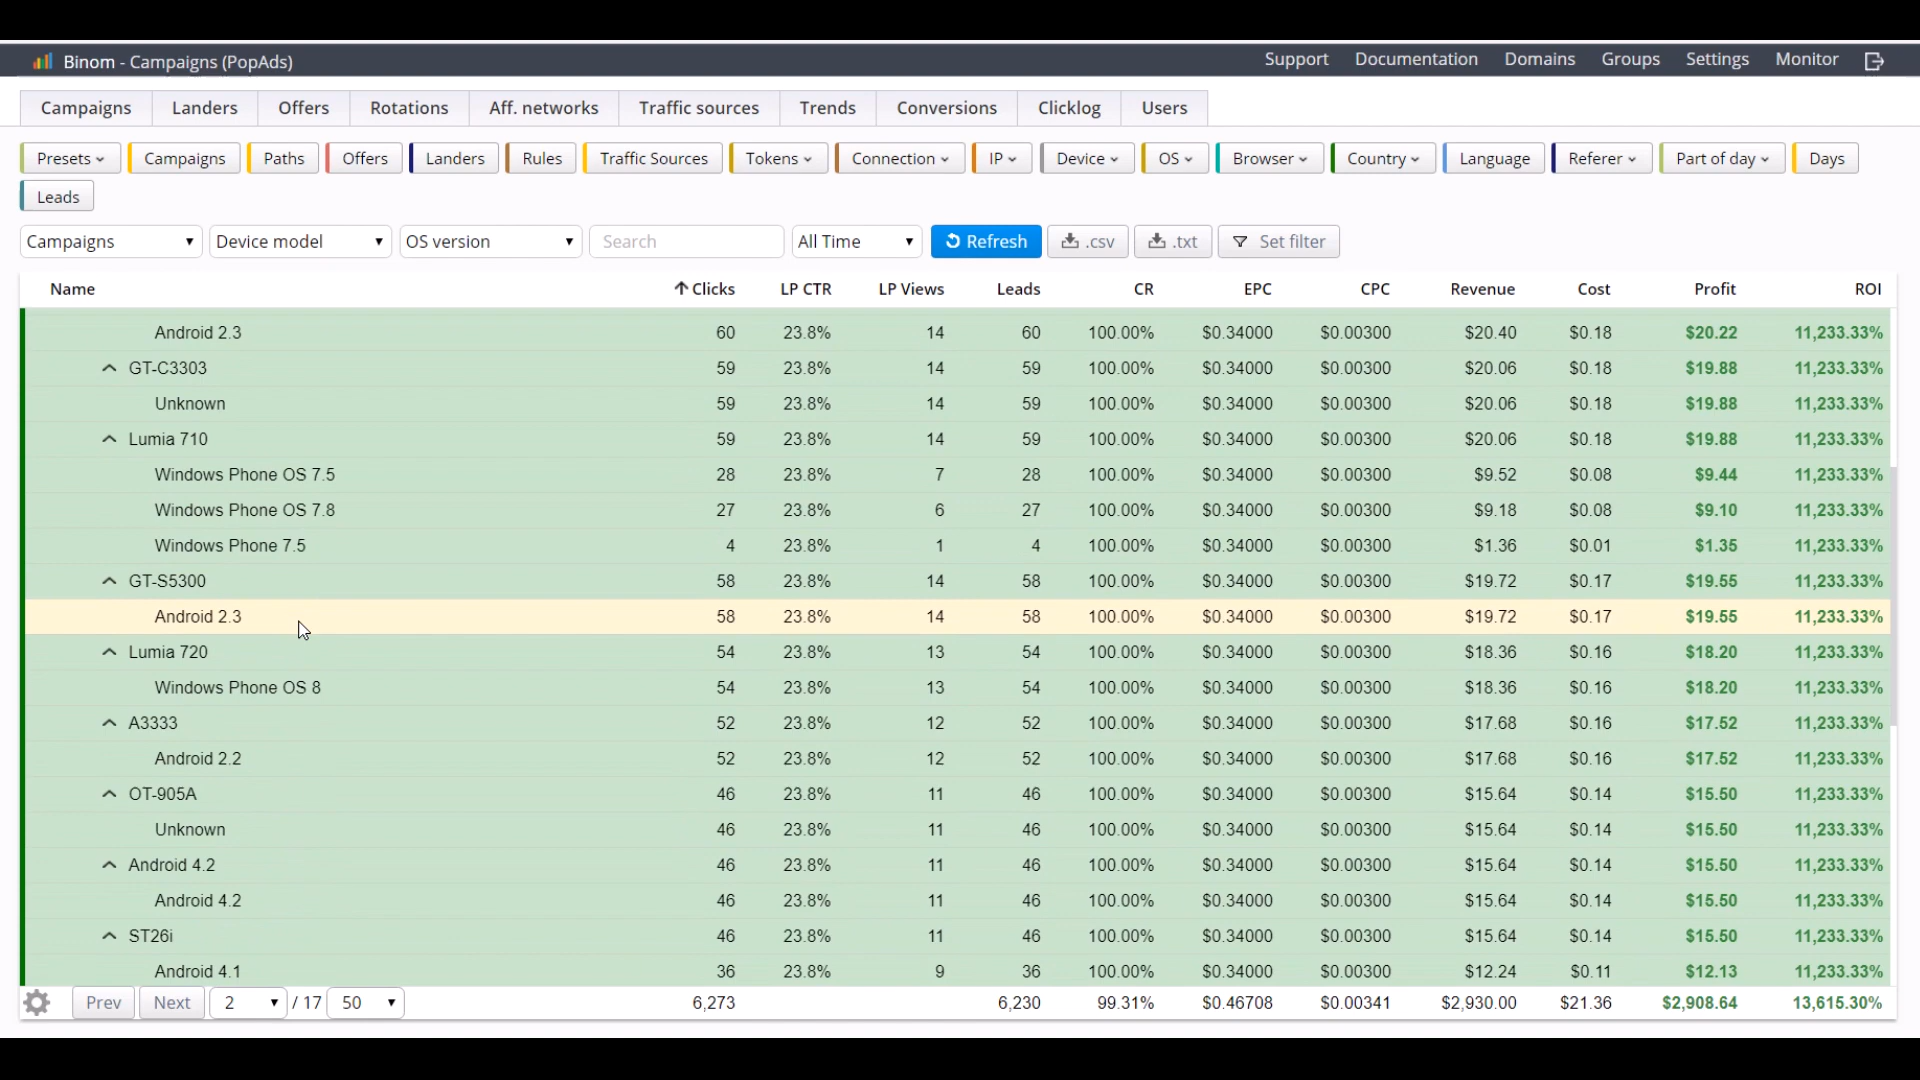 Binom - Campaigns (PopAds) Support Documentation Domains Groups Settings Monitor
Campaigns Landers Offers Rotations Aff. networks Traffic sources Trends Conversions Clicklog Users
Presets Campaigns Paths Offers Landers Rules Traffic Sources Tokens Connection IP Device OS Browser Country Language Referer Part of day Days
Leads
Campaigns Device model OS version Search All Time Refresh .csv .txt Set filter
Name Clicks LP CTR LP Views Leads CR EPC CPC Revenue Cost Profit ROI
Android 2.3 60 23.8% 14 60 100.00% $0.34000 $0.00300 $20.40 $0.18 $20.22 11,233.33%
GT-C3303 59 23.8% 14 59 100.00% $0.34000 $0.00300 $20.06 $0.18 $19.88 11,233.33%
Unknown 59 23.8% 14 59 100.00% $0.34000 $0.00300 $20.06 $0.18 $19.88 11,233.33%
Lumia 710 59 23.8% 14 59 100.00% $0.34000 $0.00300 $20.06 $0.18 $19.88 11,233.33%
Windows Phone OS 7.5 28 23.8% 7 28 100.00% $0.34000 $0.00300 $9.52 $0.08 $9.44 11,233.33%
Windows Phone OS 7.8 27 23.8% 6 27 100.00% $0.34000 $0.00300 $9.18 $0.08 $9.10 11,233.33%
Windows Phone 7.5 4 23.8% 1 4 100.00% $0.34000 $0.00300 $1.36 $0.01 $1.35 11,233.33%
GT-S5300 58 23.8% 14 58 100.00% $0.34000 $0.00300 $19.72 $0.17 $19.55 11,233.33%
Android 2.3 58 23.8% 14 58 100.00% $0.34000 $0.00300 $19.72 $0.17 $19.55 11,233.33%
Lumia 720 54 23.8% 13 54 100.00% $0.34000 $0.00300 $18.36 $0.16 $18.20 11,233.33%
Windows Phone OS 8 54 23.8% 13 54 100.00% $0.34000 $0.00300 $18.36 $0.16 $18.20 11,233.33%
A3333 52 23.8% 12 52 100.00% $0.34000 $0.00300 $17.68 $0.16 $17.52 11,233.33%
Android 2.2 52 23.8% 12 52 100.00% $0.34000 $0.00300 $17.68 $0.16 $17.52 11,233.33%
OT-905A 46 23.8% 11 46 100.00% $0.34000 $0.00300 $15.64 $0.14 $15.50 11,233.33%
Unknown 46 23.8% 11 46 100.00% $0.34000 $0.00300 $15.64 $0.14 $15.50 11,233.33%
Android 4.2 46 23.8% 11 46 100.00% $0.34000 $0.00300 $15.64 $0.14 $15.50 11,233.33%
Android 4.2 46 23.8% 11 46 100.00% $0.34000 $0.00300 $15.64 $0.14 $15.50 11,233.33%
ST26i 46 23.8% 11 46 100.00% $0.34000 $0.00300 $15.64 $0.14 $15.50 11,233.33%
Android 4.1 36 23.8% 9 36 100.00% $0.34000 $0.00300 $12.24 $0.11 $12.13 11,233.33%
Prev Next 2 / 17 50 6,273 6,230 99.31% $0.46708 $0.00341 $2,930.00 $21.36 $2,908.64 13,615.30%